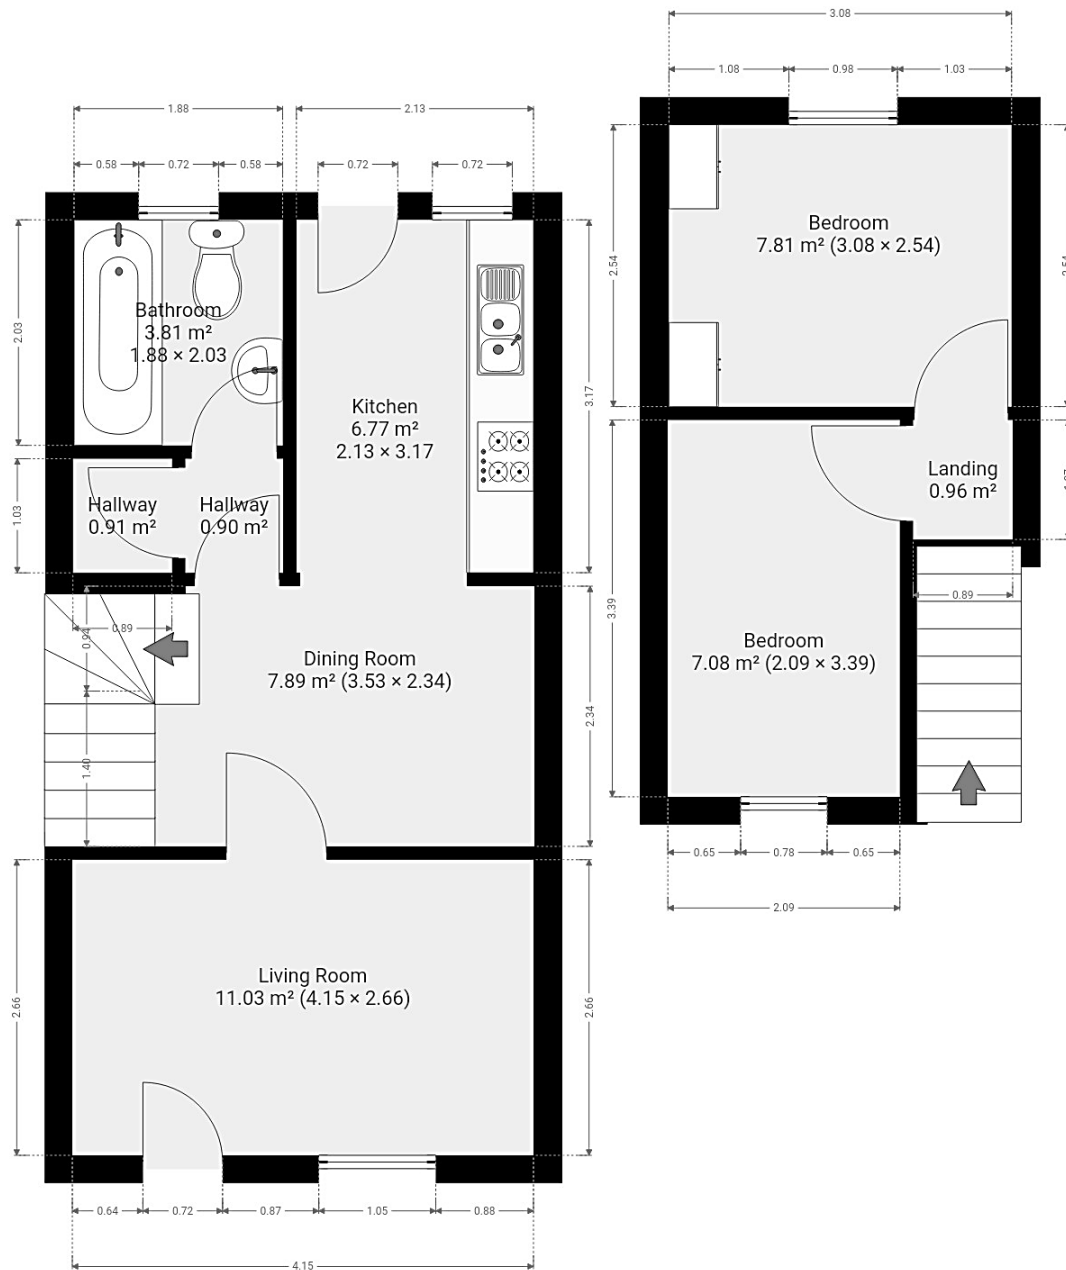 3.08
1.08
0.98
1.03
1.88
2.13
0.58
0.72
0.58
0.72
0.72
2.03
Bathroom
3.81 m²
1.88 × 2.03
Kitchen
6.77 m²
2.13 × 3.17
3.17
1.03
Hallway
0.91 m²
Hallway
0.90 m²
0.89
0.94
1.40
Dining Room
7.89 m² (3.53 × 2.34)
2.34
2.66
Living Room
11.03 m² (4.15 × 2.66)
2.66
0.64
0.72
0.87
1.05
0.88
4.15
2.54
Bedroom
7.81 m² (3.08 × 2.54)
Landing
0.96 m²
0.89
3.39
Bedroom
7.08 m² (2.09 × 3.39)
0.65
0.78
0.65
2.09